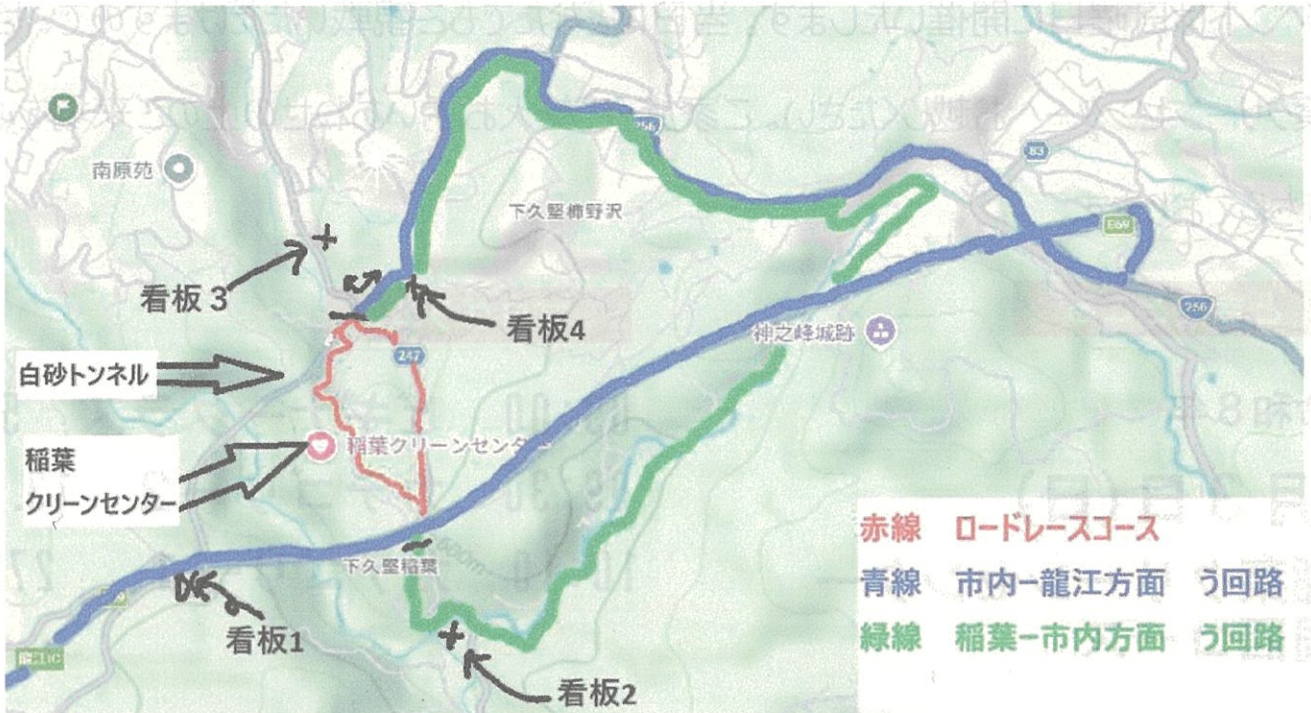 256
83
南原苑
下久堅柿野沢
E69
看板3
256
看板4
神之峰城跡
247
白砂トンネル
稲葉クリーンセンター
稲葉
クリーンセンター
赤線 ロードレースコース
下久堅稲葉
600m
青線 市内−龍江方面 う回路
看板1
緑線 稲葉−市内方面 う回路
看板2